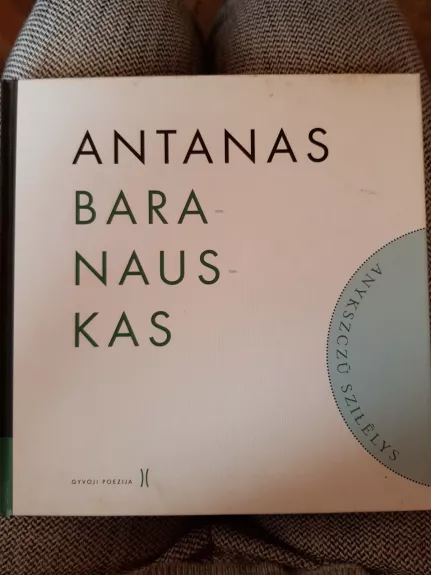 ANTANAS
BARA-
NAUS-
KAS
ANYKSZCZŪ SZILĖLYS
GYVOJI POEZIJA